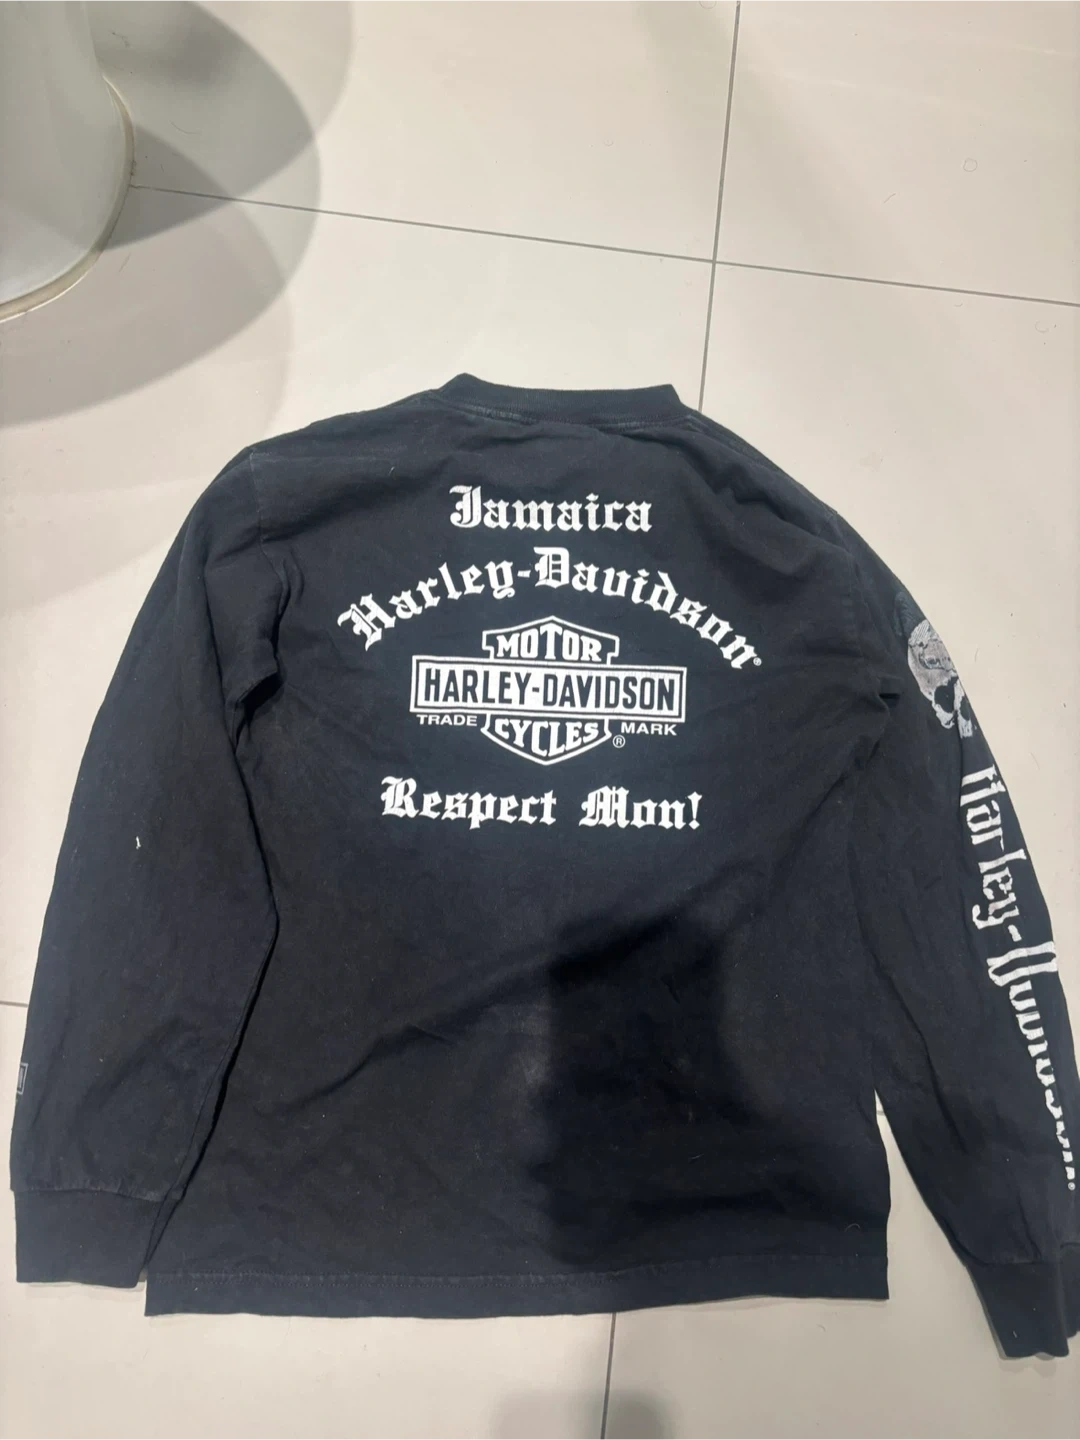 Jamaica
Harley-Davidson®
MOTOR
HARLEY-DAVIDSON
TRADE MARK
CYCLES ®
Respect Mon!
Harley-Davidson®